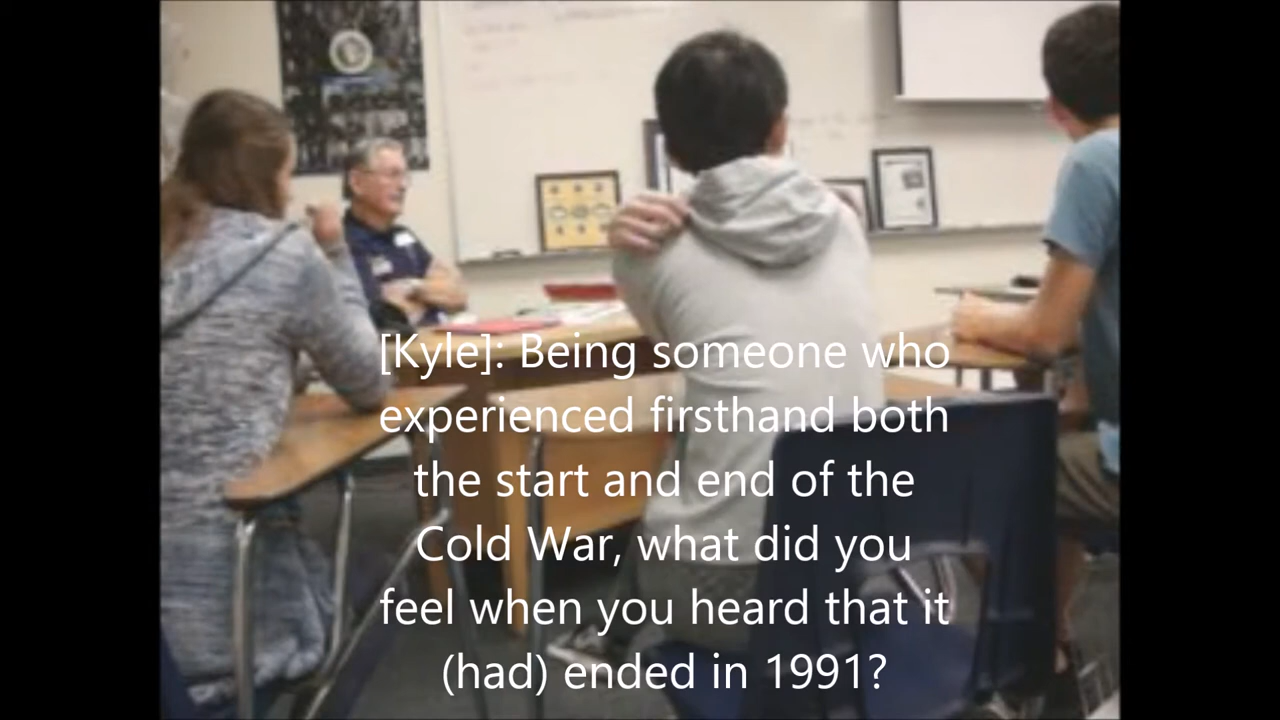 [Kyle]: Being someone who
experienced firsthand both
the start and end of the
Cold War, what did you
feel when you heard that it
(had) ended in 1991?